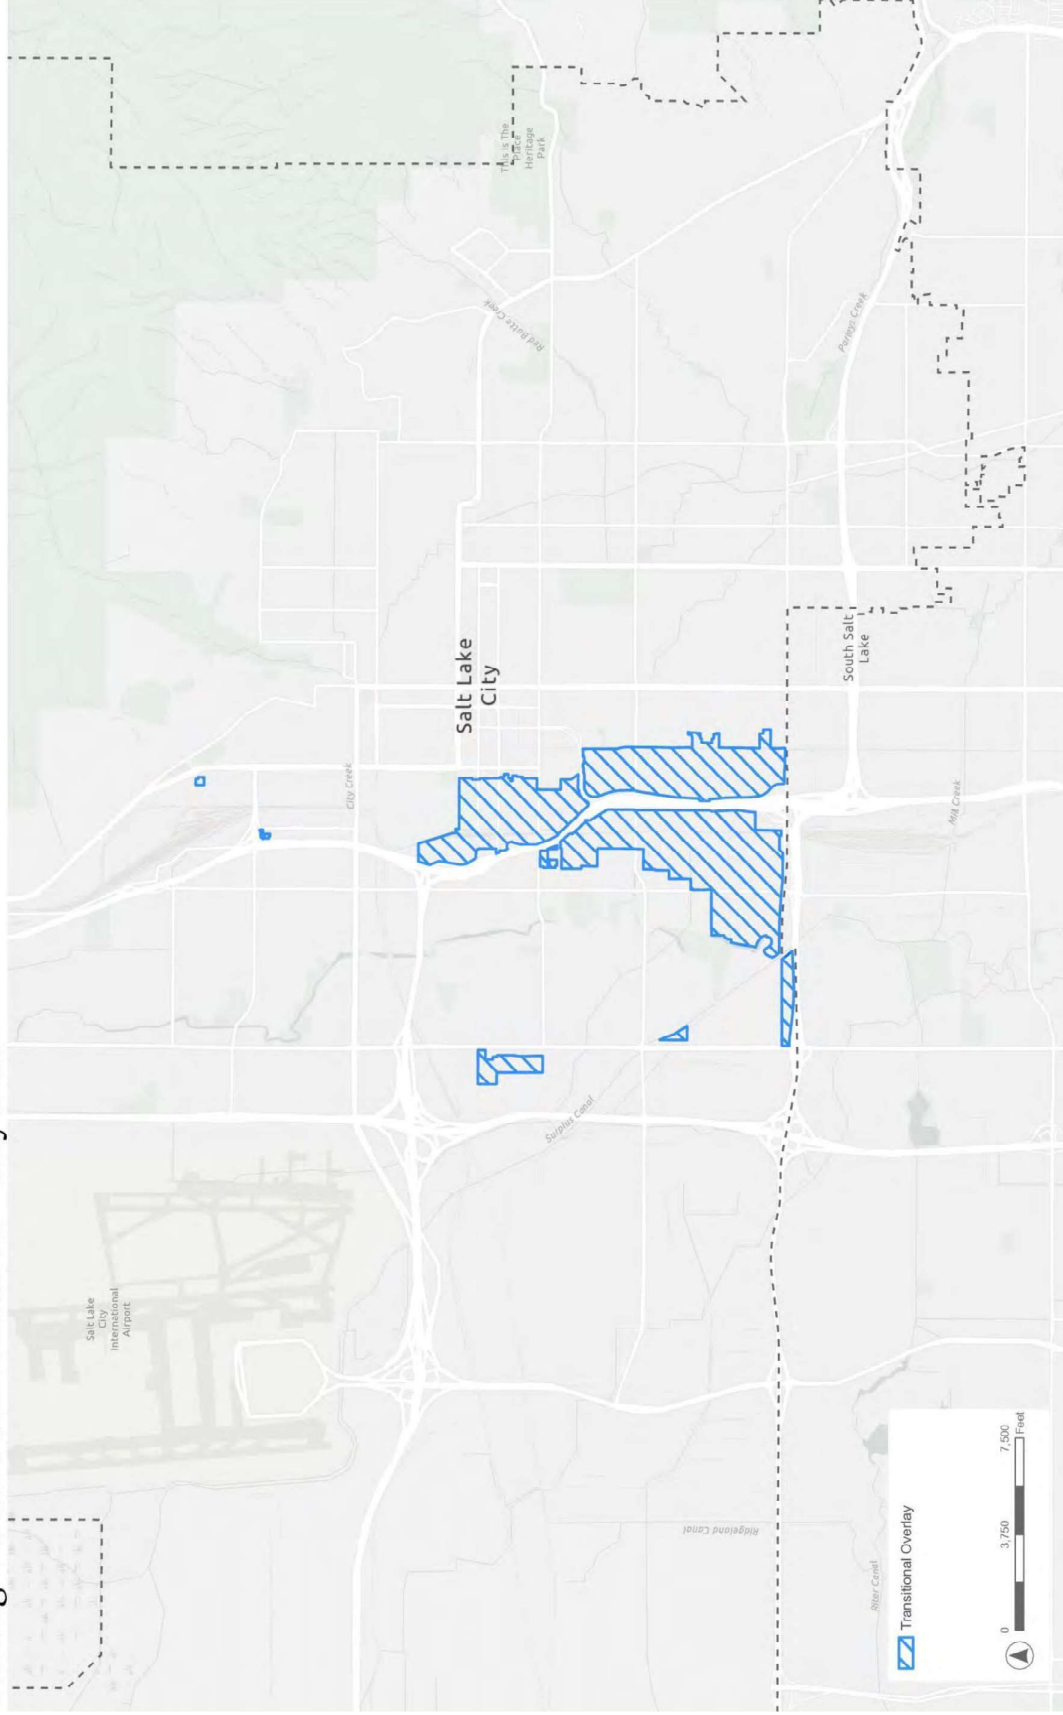 This is The
Place
Heritage
Park
Red Butte Creek
Parleys Creek
City Creek
Salt Lake
City
South Salt
Lake
Mill Creek
Surplus Canal
Salt Lake
City
International
Airport
Ridgeland Canal
Riter Canal
Transitional Overlay
0
3,750
7,500
Feet